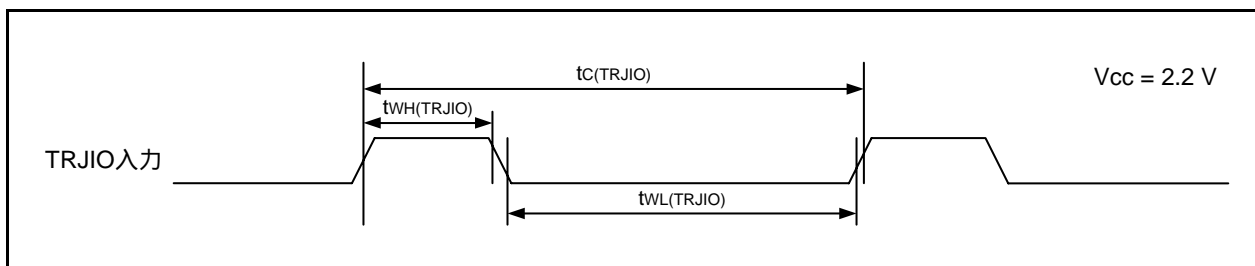 tC(TRJIO)
Vcc = 2.2 V
tWH(TRJIO)
TRJIO入力
tWL(TRJIO)